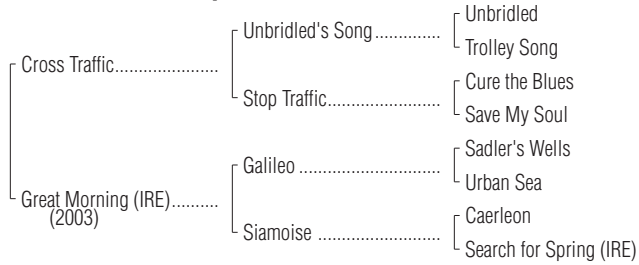 Unbridled
Unbridled's Song..............
Trolley Song
Cross Traffic.....................
Cure the Blues
Stop Traffic.......................
Save My Soul
Sadler's Wells
Galileo .............................
Urban Sea
Great Morning (IRE)..........
(2003)
Caerleon
Siamoise .........................
Search for Spring (IRE)